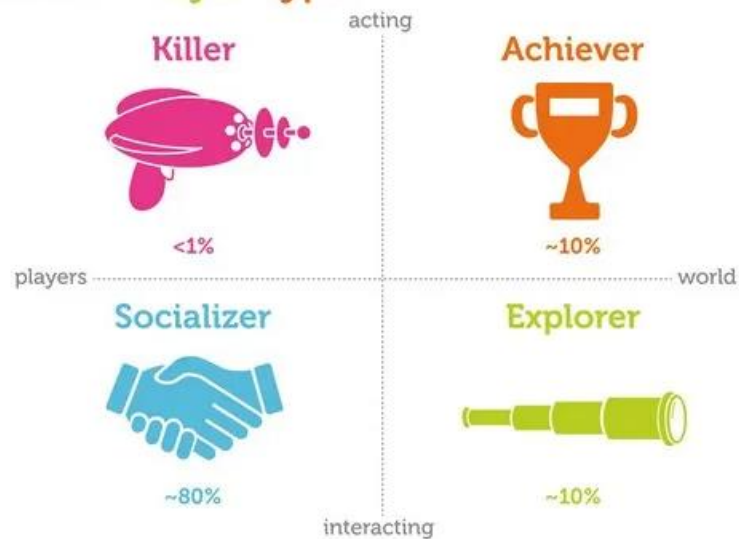 acting
Killer
Achiever
<1%
~10%
players
world
Socializer
Explorer
~80%
~10%
interacting